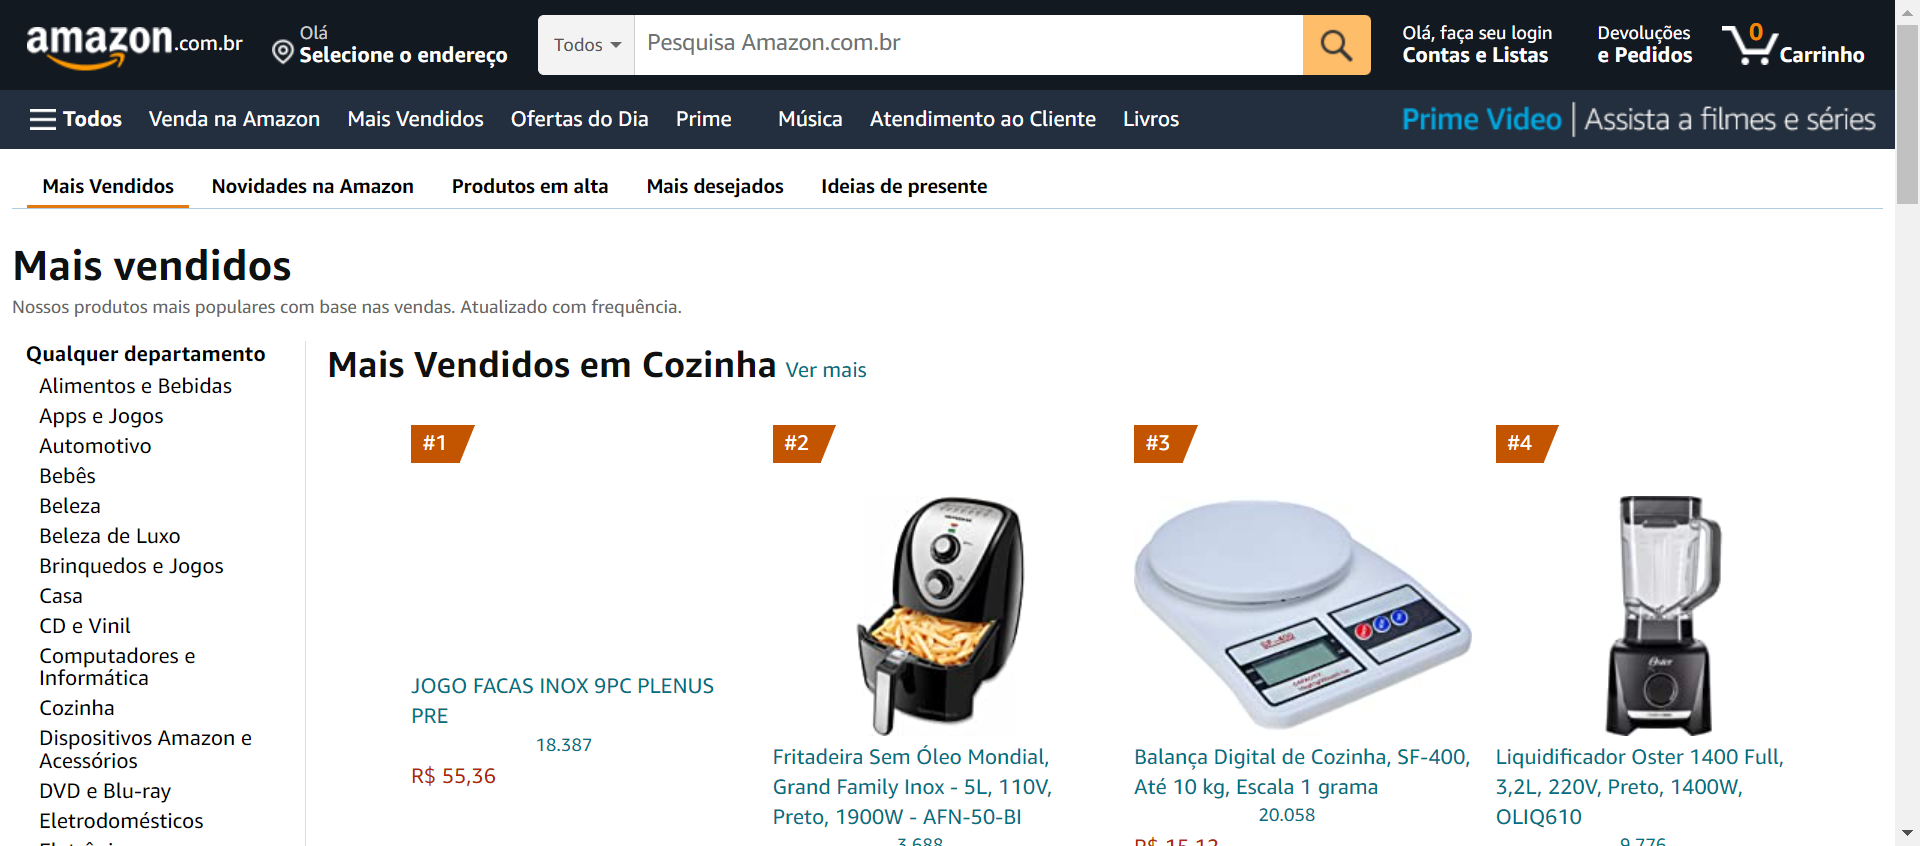 amazon.com.br
Olá
Selecione o endereço
Todos
Pesquisa Amazon.com.br
Olá, faça seu login
Contas e Listas
Devoluções
e Pedidos
0
Carrinho
Todos
Venda na Amazon
Mais Vendidos
Ofertas do Dia
Prime
Música
Atendimento ao Cliente
Livros
Prime Video | Assista a filmes e séries
Mais Vendidos
Novidades na Amazon
Produtos em alta
Mais desejados
Ideias de presente
Mais vendidos
Nossos produtos mais populares com base nas vendas. Atualizado com frequência.
Qualquer departamento
Alimentos e Bebidas
Apps e Jogos
Automotivo
Bebês
Beleza
Beleza de Luxo
Brinquedos e Jogos
Casa
CD e Vinil
Computadores e
Informática
Cozinha
Dispositivos Amazon e
Acessórios
DVD e Blu-ray
Eletrodomésticos
Mais Vendidos em Cozinha Ver mais
#1
JOGO FACAS INOX 9PC PLENUS
PRE
18.387
R$ 55,36
#2
Fritadeira Sem Óleo Mondial,
Grand Family Inox - 5L, 110V,
Preto, 1900W - AFN-50-BI
3.688
#3
SF-400
Balança Digital de Cozinha, SF-400,
Até 10 kg, Escala 1 grama
20.058
R$ 15,12
#4
Oster
Liquidificador Oster 1400 Full,
3,2L, 220V, Preto, 1400W,
OLIQ610
9.776